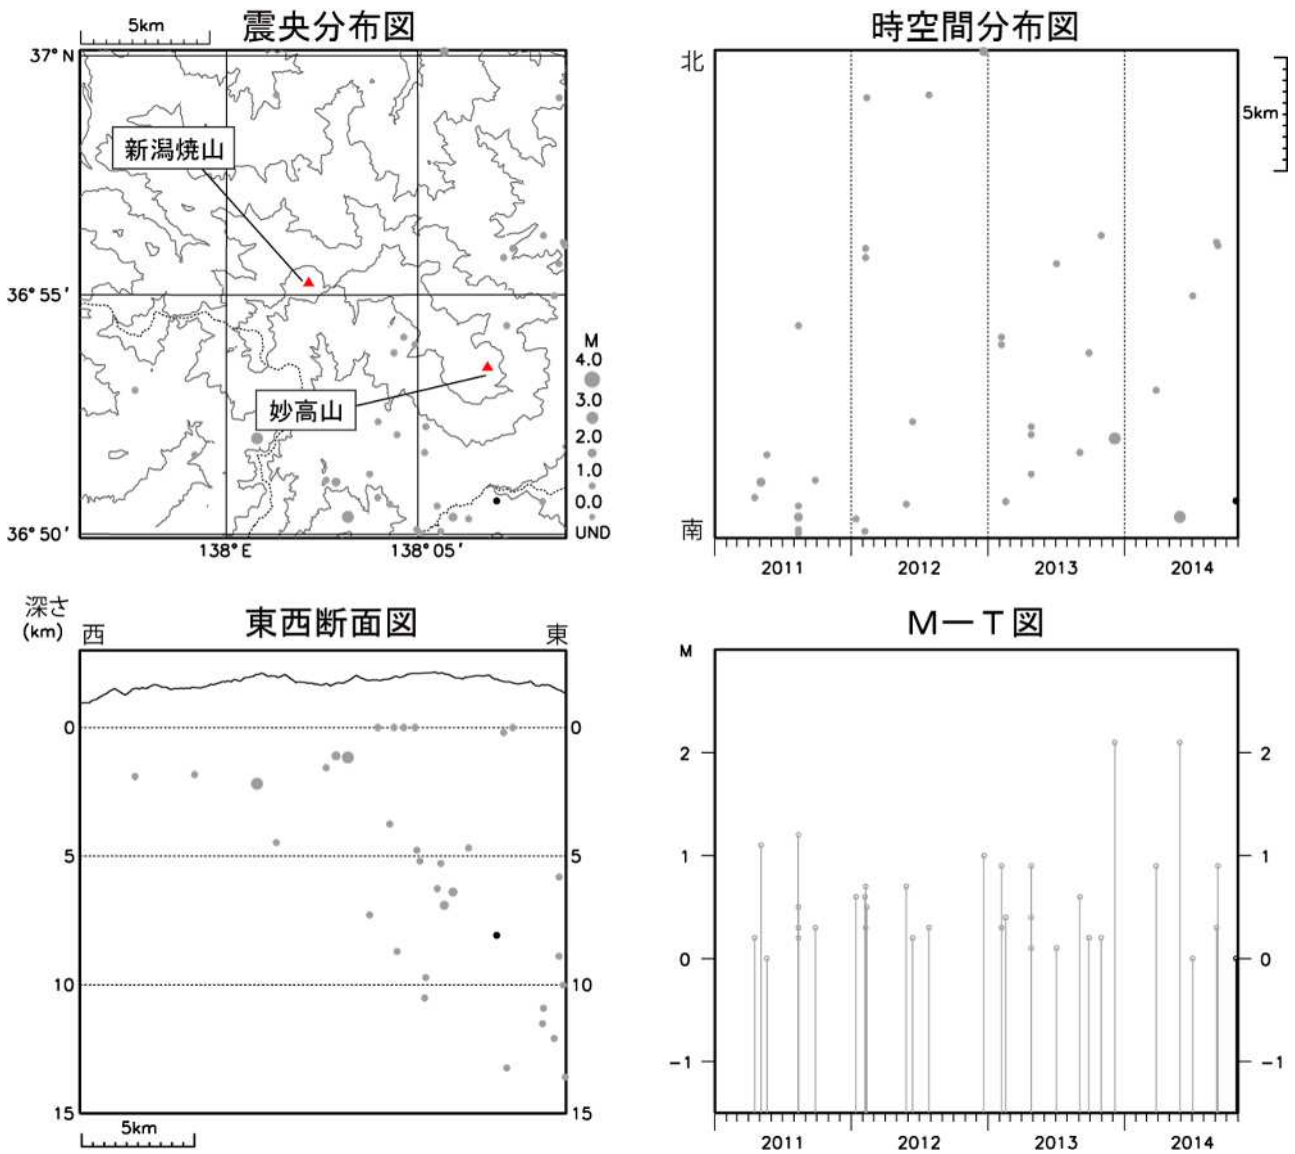 5km
震央分布図
37°N
新潟焼山
36°55′
妙高山
M
4.0
3.0
2.0
1.0
0.0
UND
36°50′
138°E
138°05′
時空間分布図
北
5km
南
2011
2012
2013
2014
深さ
(km)
西
東西断面図
東
0
0
5
5
10
10
15
15
5km
M－T図
M
2
2
1
1
0
0
-1
-1
2011
2012
2013
2014